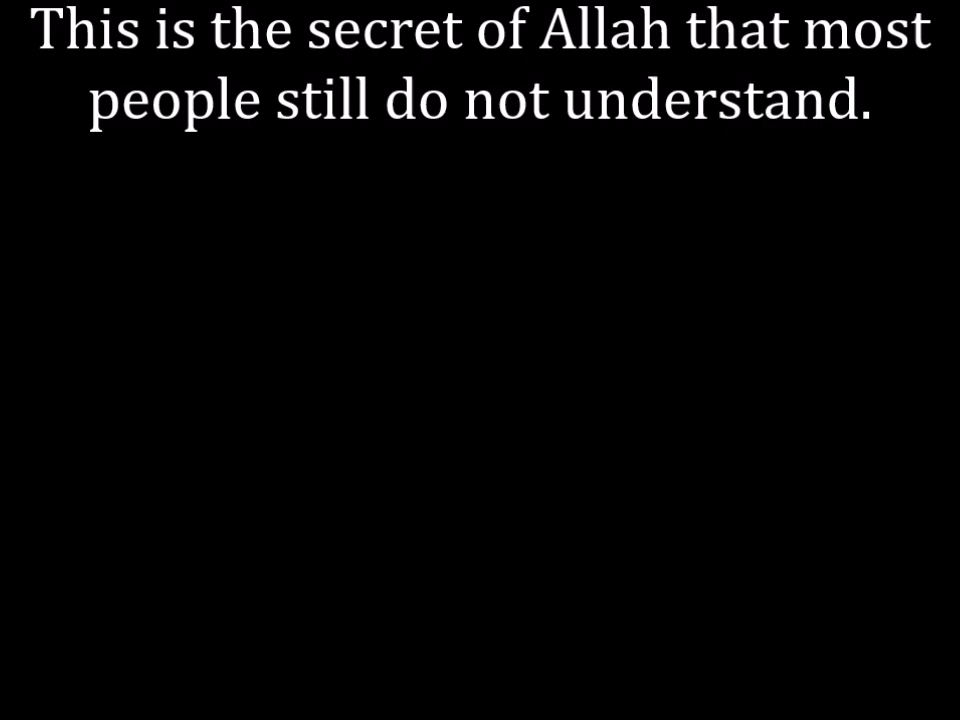 This is the secret of Allah that most
people still do not understand.